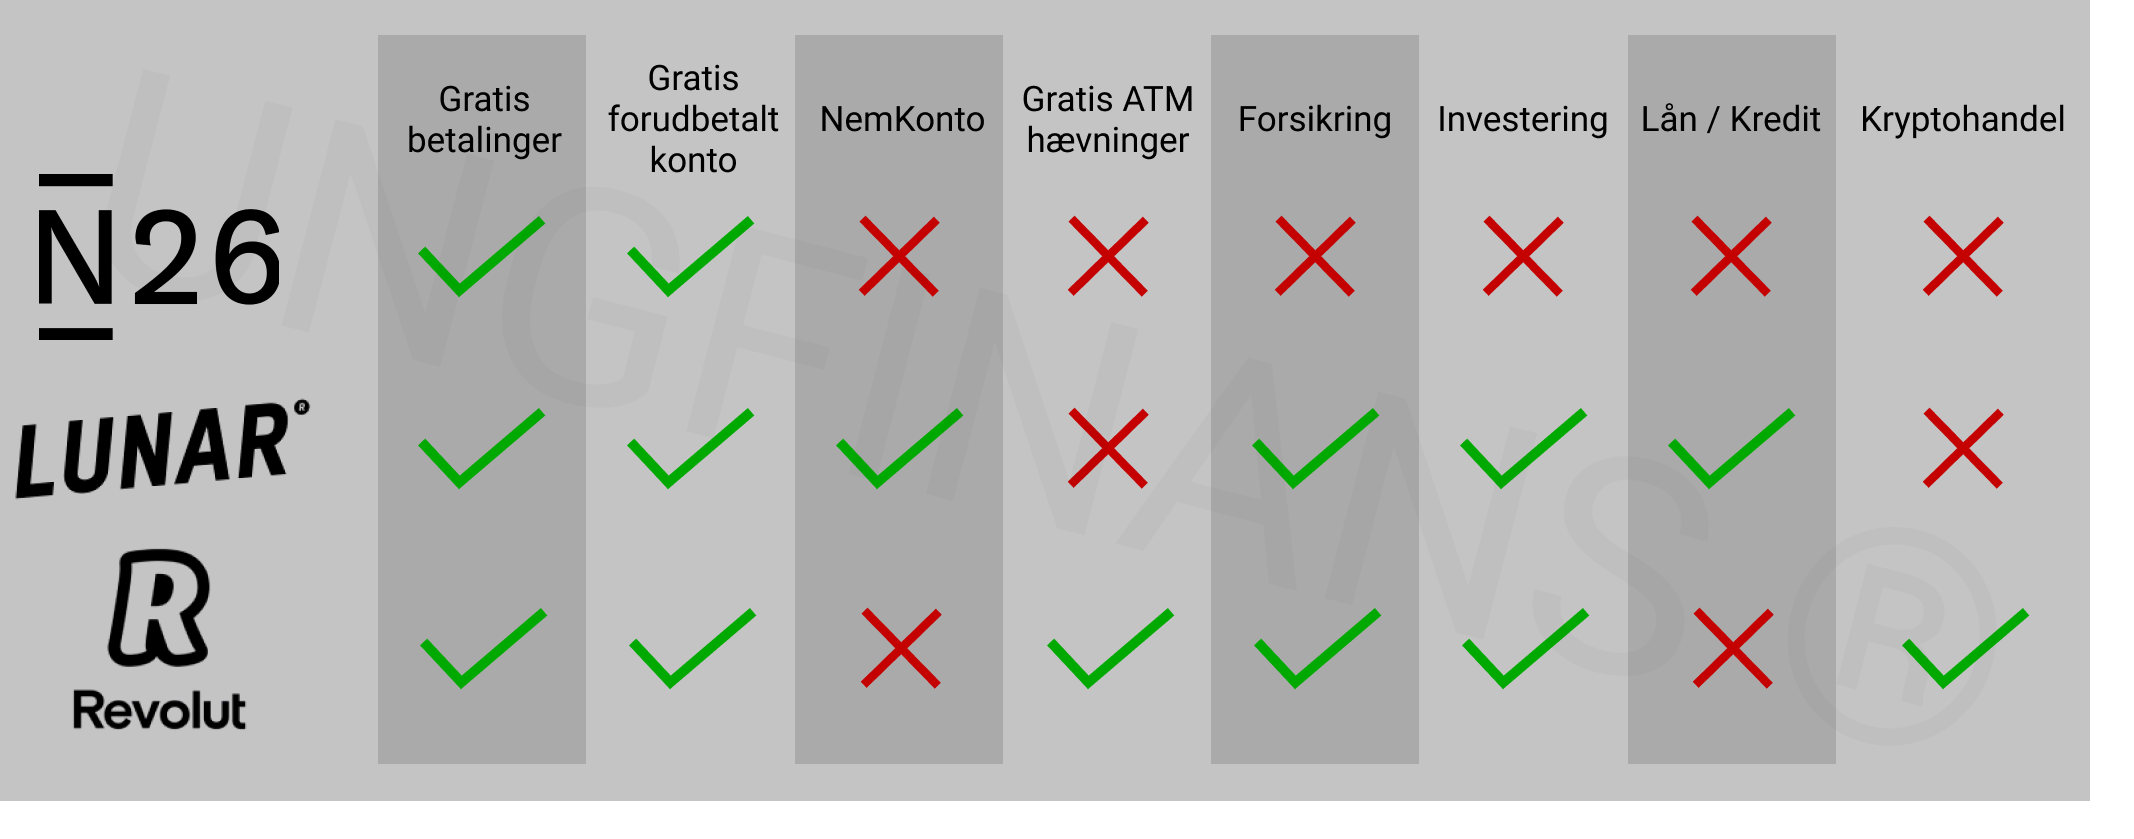 Gratis
betalinger
Gratis
forudbetalt
konto
NemKonto
Gratis ATM
hævninger
Forsikring
Investering
Lån / Kredit
Kryptohandel
N26
LUNAR®
R
Revolut
UNGFINANS ®